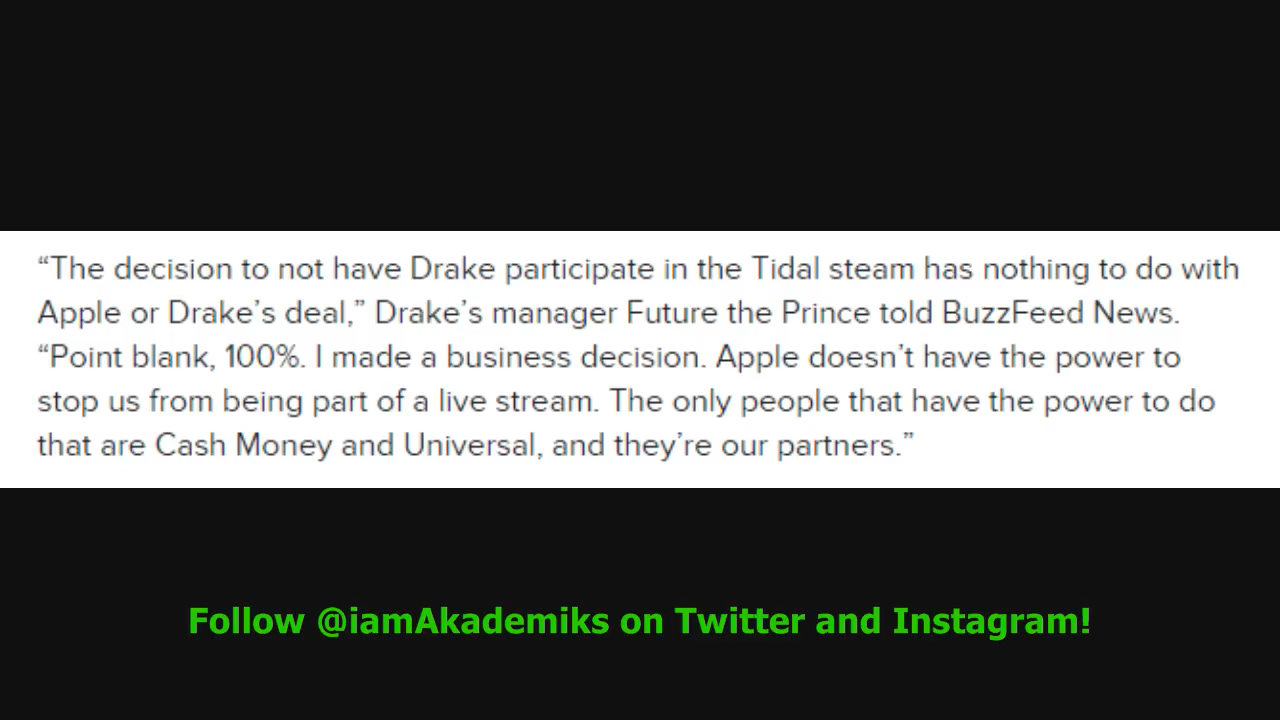 “The decision to not have Drake participate in the Tidal steam has nothing to do with
Apple or Drake’s deal,” Drake’s manager Future the Prince told BuzzFeed News.
“Point blank, 100%. I made a business decision. Apple doesn’t have the power to
stop us from being part of a live stream. The only people that have the power to do
that are Cash Money and Universal, and they’re our partners.”
Follow @iamAkademiks on Twitter and Instagram!